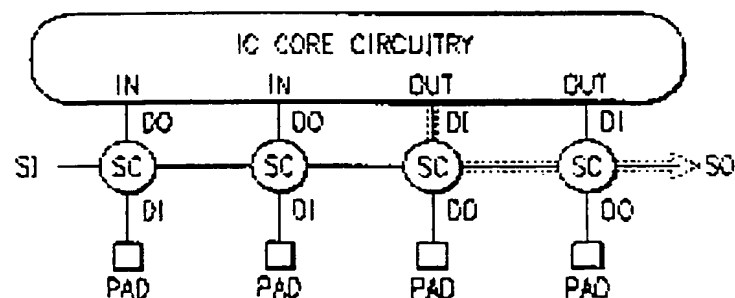 IC CORE CIRCUITRY
IN IN OUT OUT
DO DO DI DI
SI SC SC SC SC SO
DI DI DO DO
PAD PAD PAD PAD